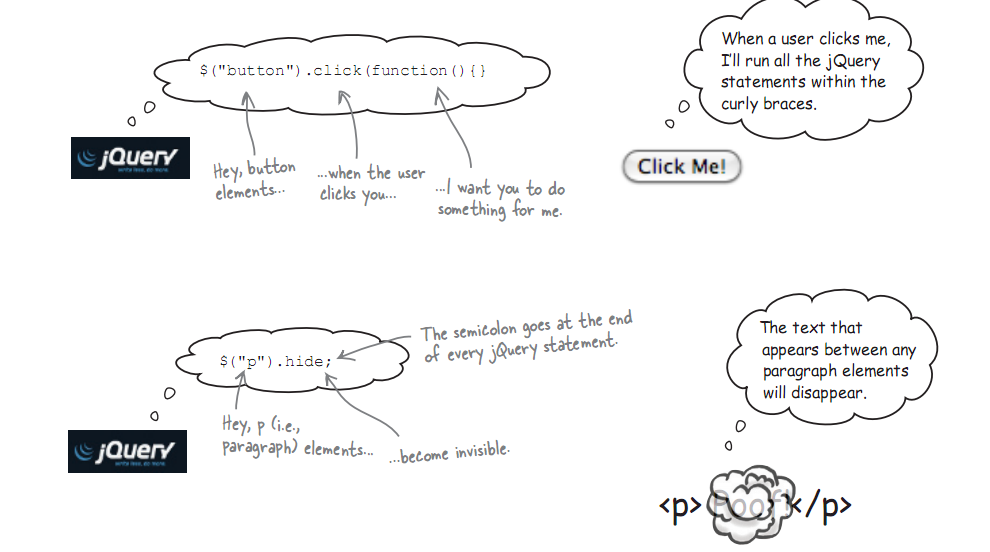 $("button").click(function(){}
When a user clicks me,
I'll run all the jQuery
statements within the
curly braces.
jQuery
write less, do more.
Hey, button
elements...
...when the user
clicks you...
...I want you to do
something for me.
Click Me!
$("p").hide;
The semicolon goes at the end
of every jQuery statement.
The text that
appears between any
paragraph elements
will disappear.
jQuery
write less, do more.
Hey, p (i.e.,
paragraph) elements...
...become invisible.
<p> Poof! </p>